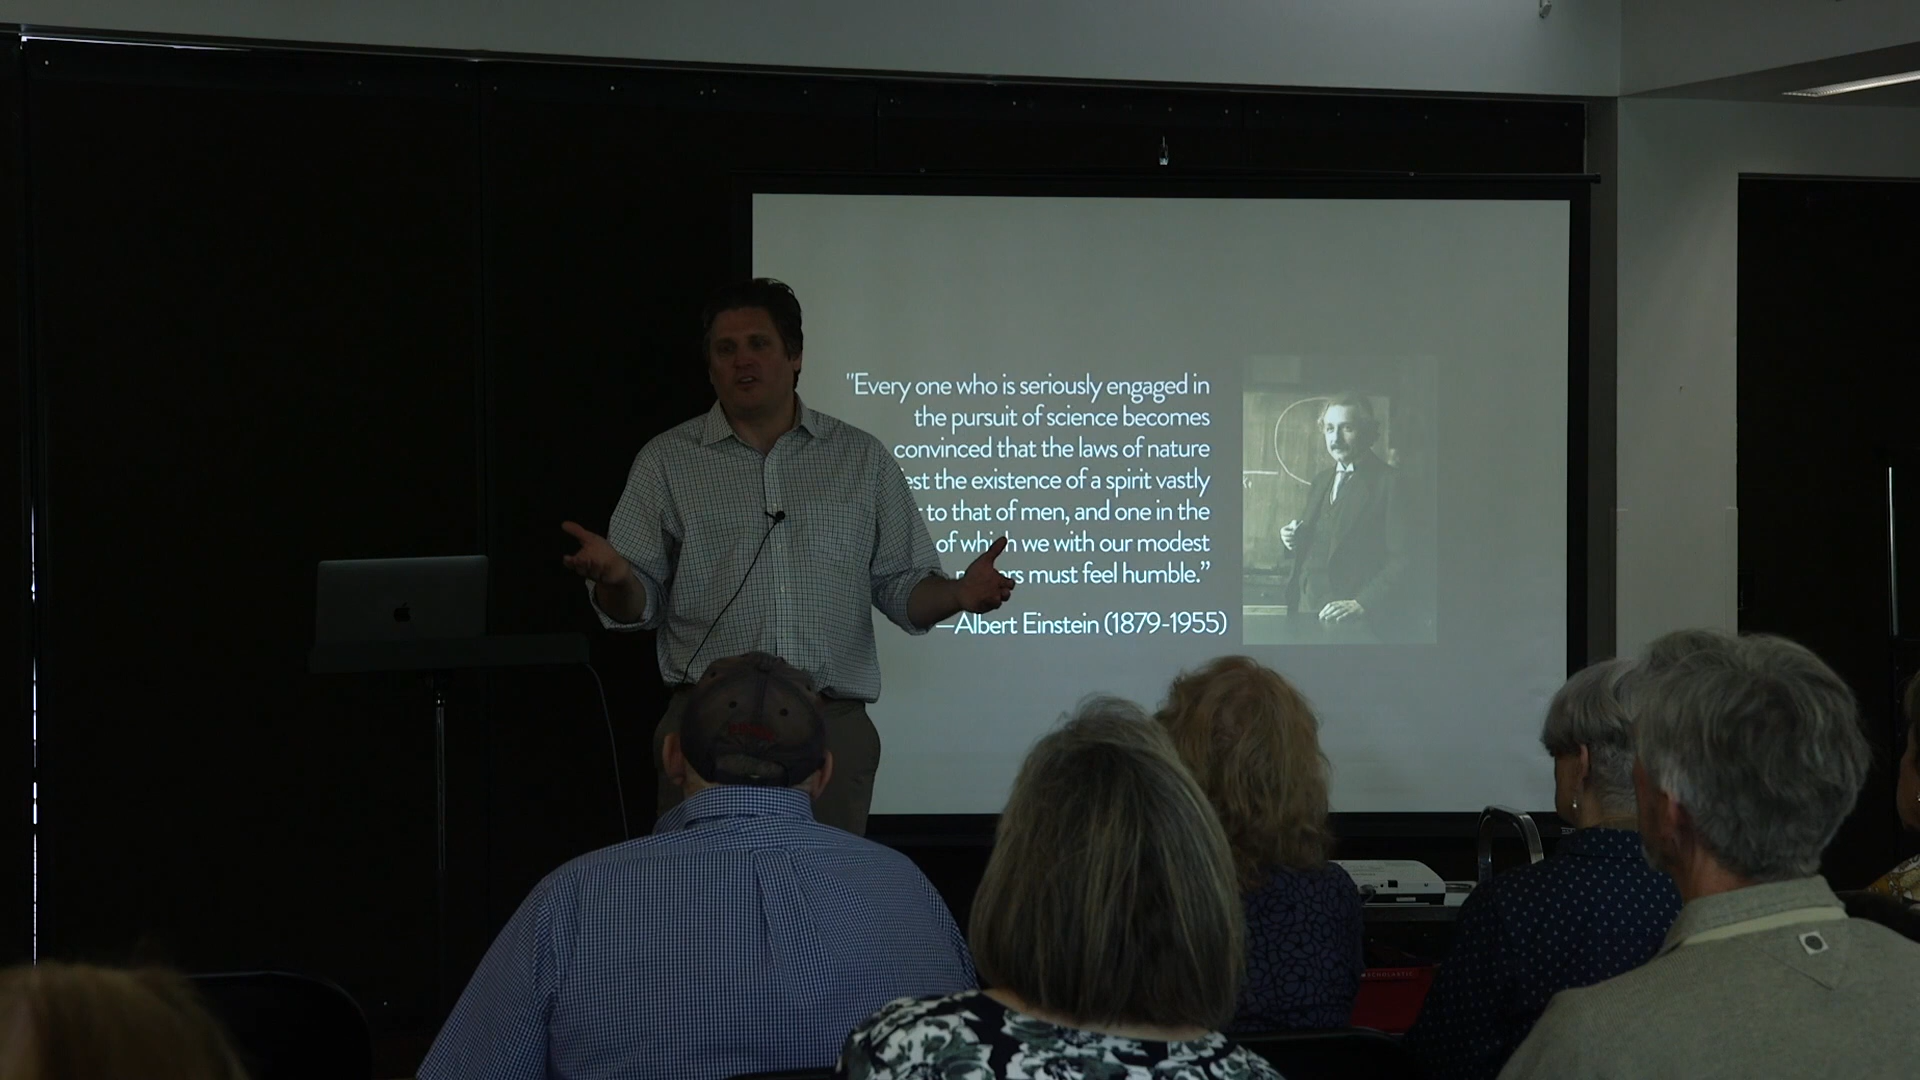 "Every one who is seriously engaged in
the pursuit of science becomes
convinced that the laws of nature
the existence of a spirit vastly
to that of men, and one in the
of which we with our modest
must feel humble.”
—Albert Einstein (1879-1955)
SCHOLASTIC